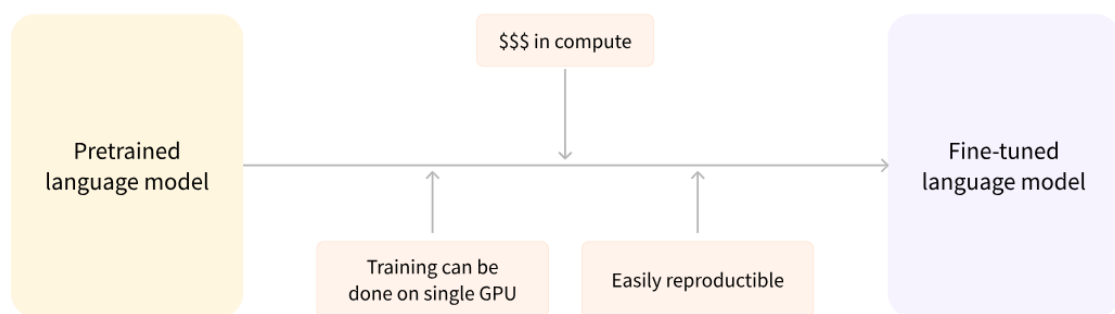 $$$ in compute
Pretrained
language model
Fine-tuned
language model
Training can be
done on single GPU
Easily reproductible